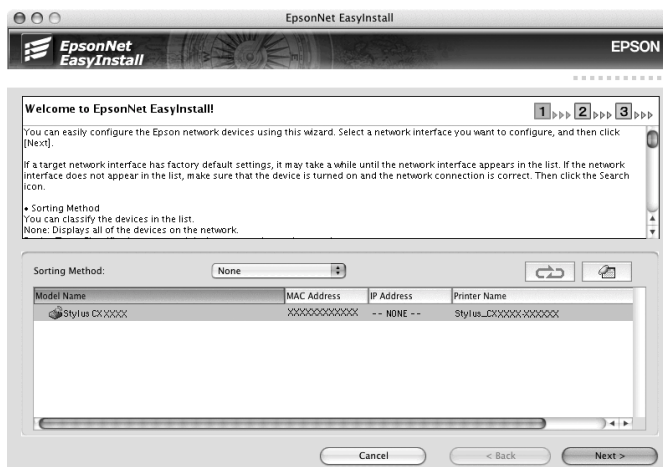 EpsonNet EasyInstall
EpsonNet
EasyInstall
EPSON
Welcome to EpsonNet EasyInstall!
1 2 3
You can easily configure the Epson network devices using this wizard. Select a network interface you want to configure, and then click
[Next].
If a target network interface has factory default settings, it may take a while until the network interface appears in the list. If the network
interface does not appear in the list, make sure that the device is turned on and the network connection is correct. Then click the Search
icon.
• Sorting Method
You can classify the devices in the list.
None: Displays all of the devices on the network.
Sorting Method: None
Model Name MAC Address IP Address Printer Name
Stylus CXXXXX XXXXXXXXXXXX -- NONE -- Stylus_CXXXXX-XXXXXX
Cancel < Back Next >